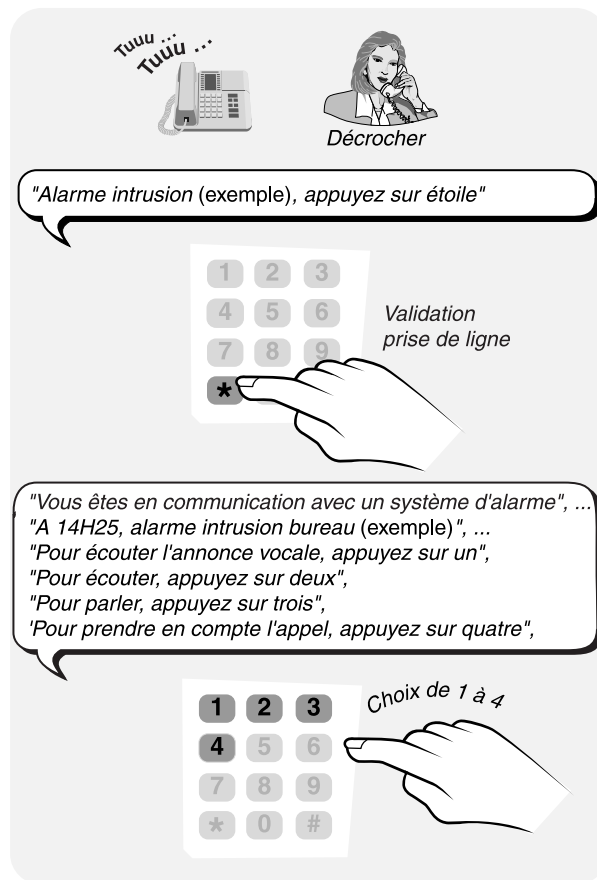 Tuuu ...
Tuuu ...
Décrocher
"Alarme intrusion (exemple), appuyez sur étoile"
1 2 3
4 5 6
7 8 9
*
Validation
prise de ligne
"Vous êtes en communication avec un système d'alarme", ...
"A 14H25, alarme intrusion bureau (exemple)", ...
"Pour écouter l'annonce vocale, appuyez sur un",
"Pour écouter, appuyez sur deux",
"Pour parler, appuyez sur trois",
'Pour prendre en compte l'appel, appuyez sur quatre",
Choix de 1 à 4
1 2 3
4 5 6
7 8 9
* 0 #